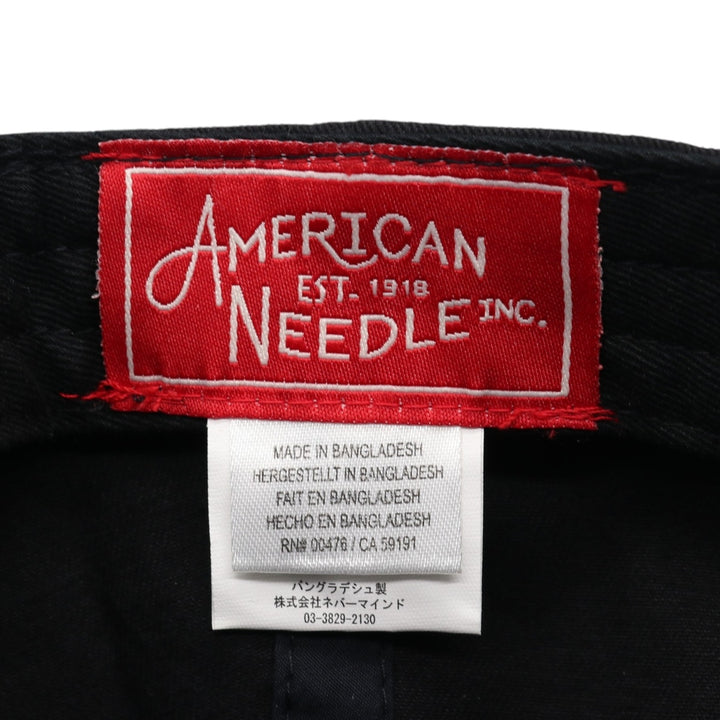 AMERICAN
EST. 1918
NEEDLE INC.
MADE IN BANGLADESH
HERGESTELLT IN BANGLADESH
FAIT EN BANGLADESH
HECHO EN BANGLADESH
RN# 00476 / CA 59191
バングラデシュ製
株式会社ネバーマインド
03-3829-2130